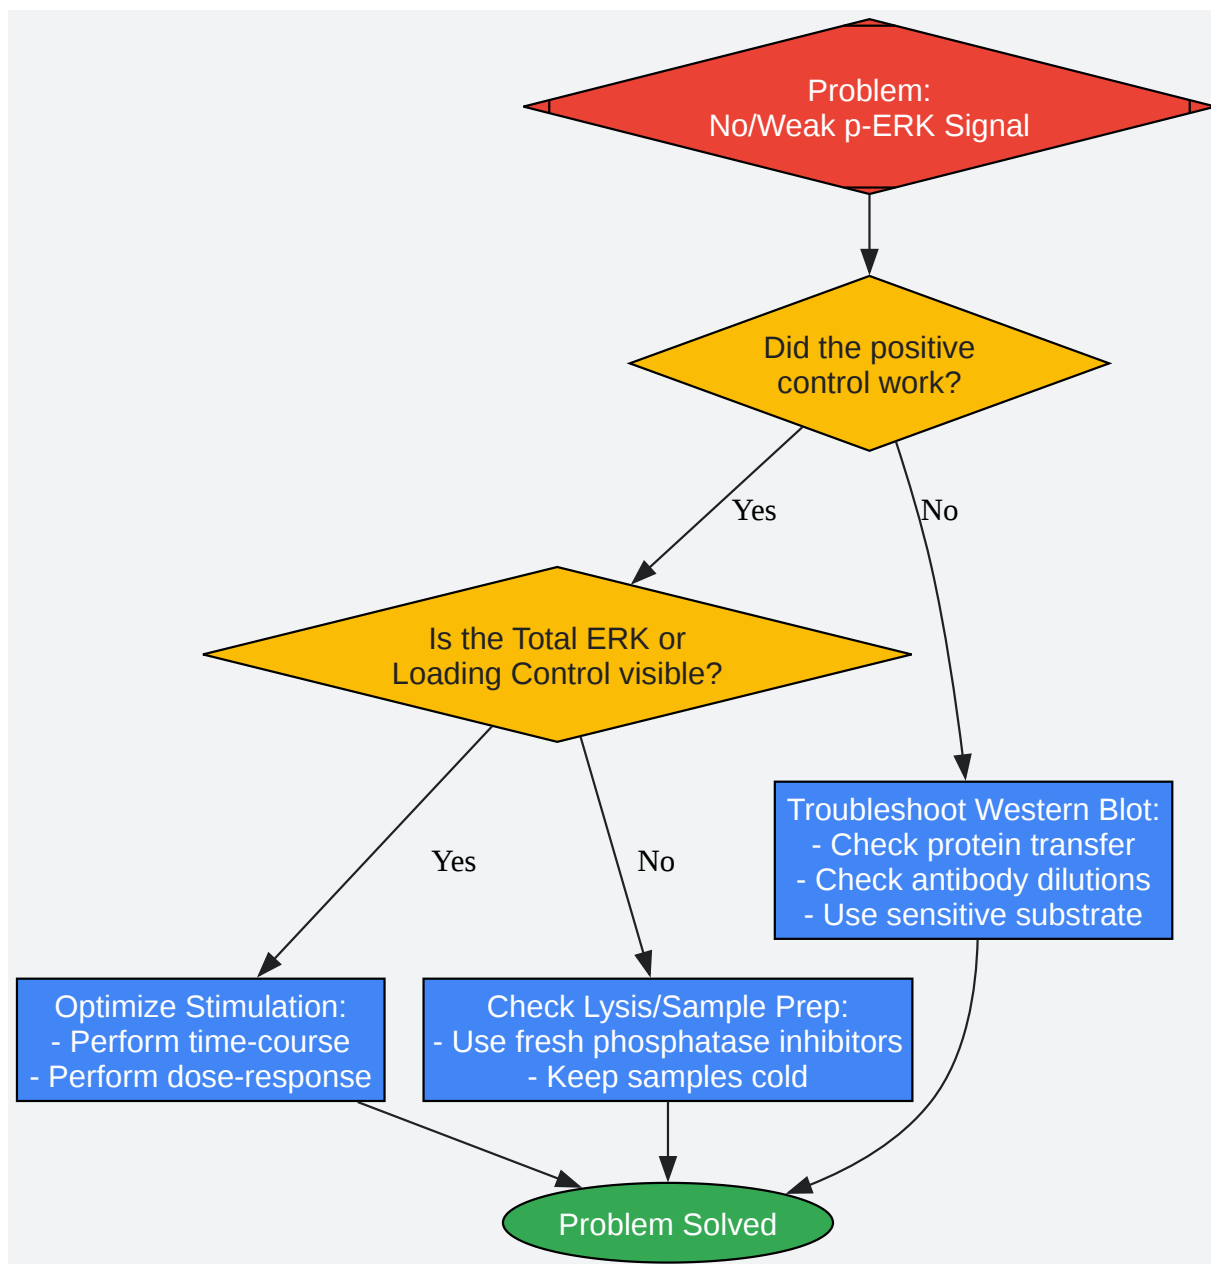 Problem:
No/Weak p-ERK Signal
Did the positive
control work?
Yes
No
Is the Total ERK or
Loading Control visible?
Troubleshoot Western Blot:
- Check protein transfer
- Check antibody dilutions
- Use sensitive substrate
Yes
No
Optimize Stimulation:
- Perform time-course
- Perform dose-response
Check Lysis/Sample Prep:
- Use fresh phosphatase inhibitors
- Keep samples cold
Problem Solved